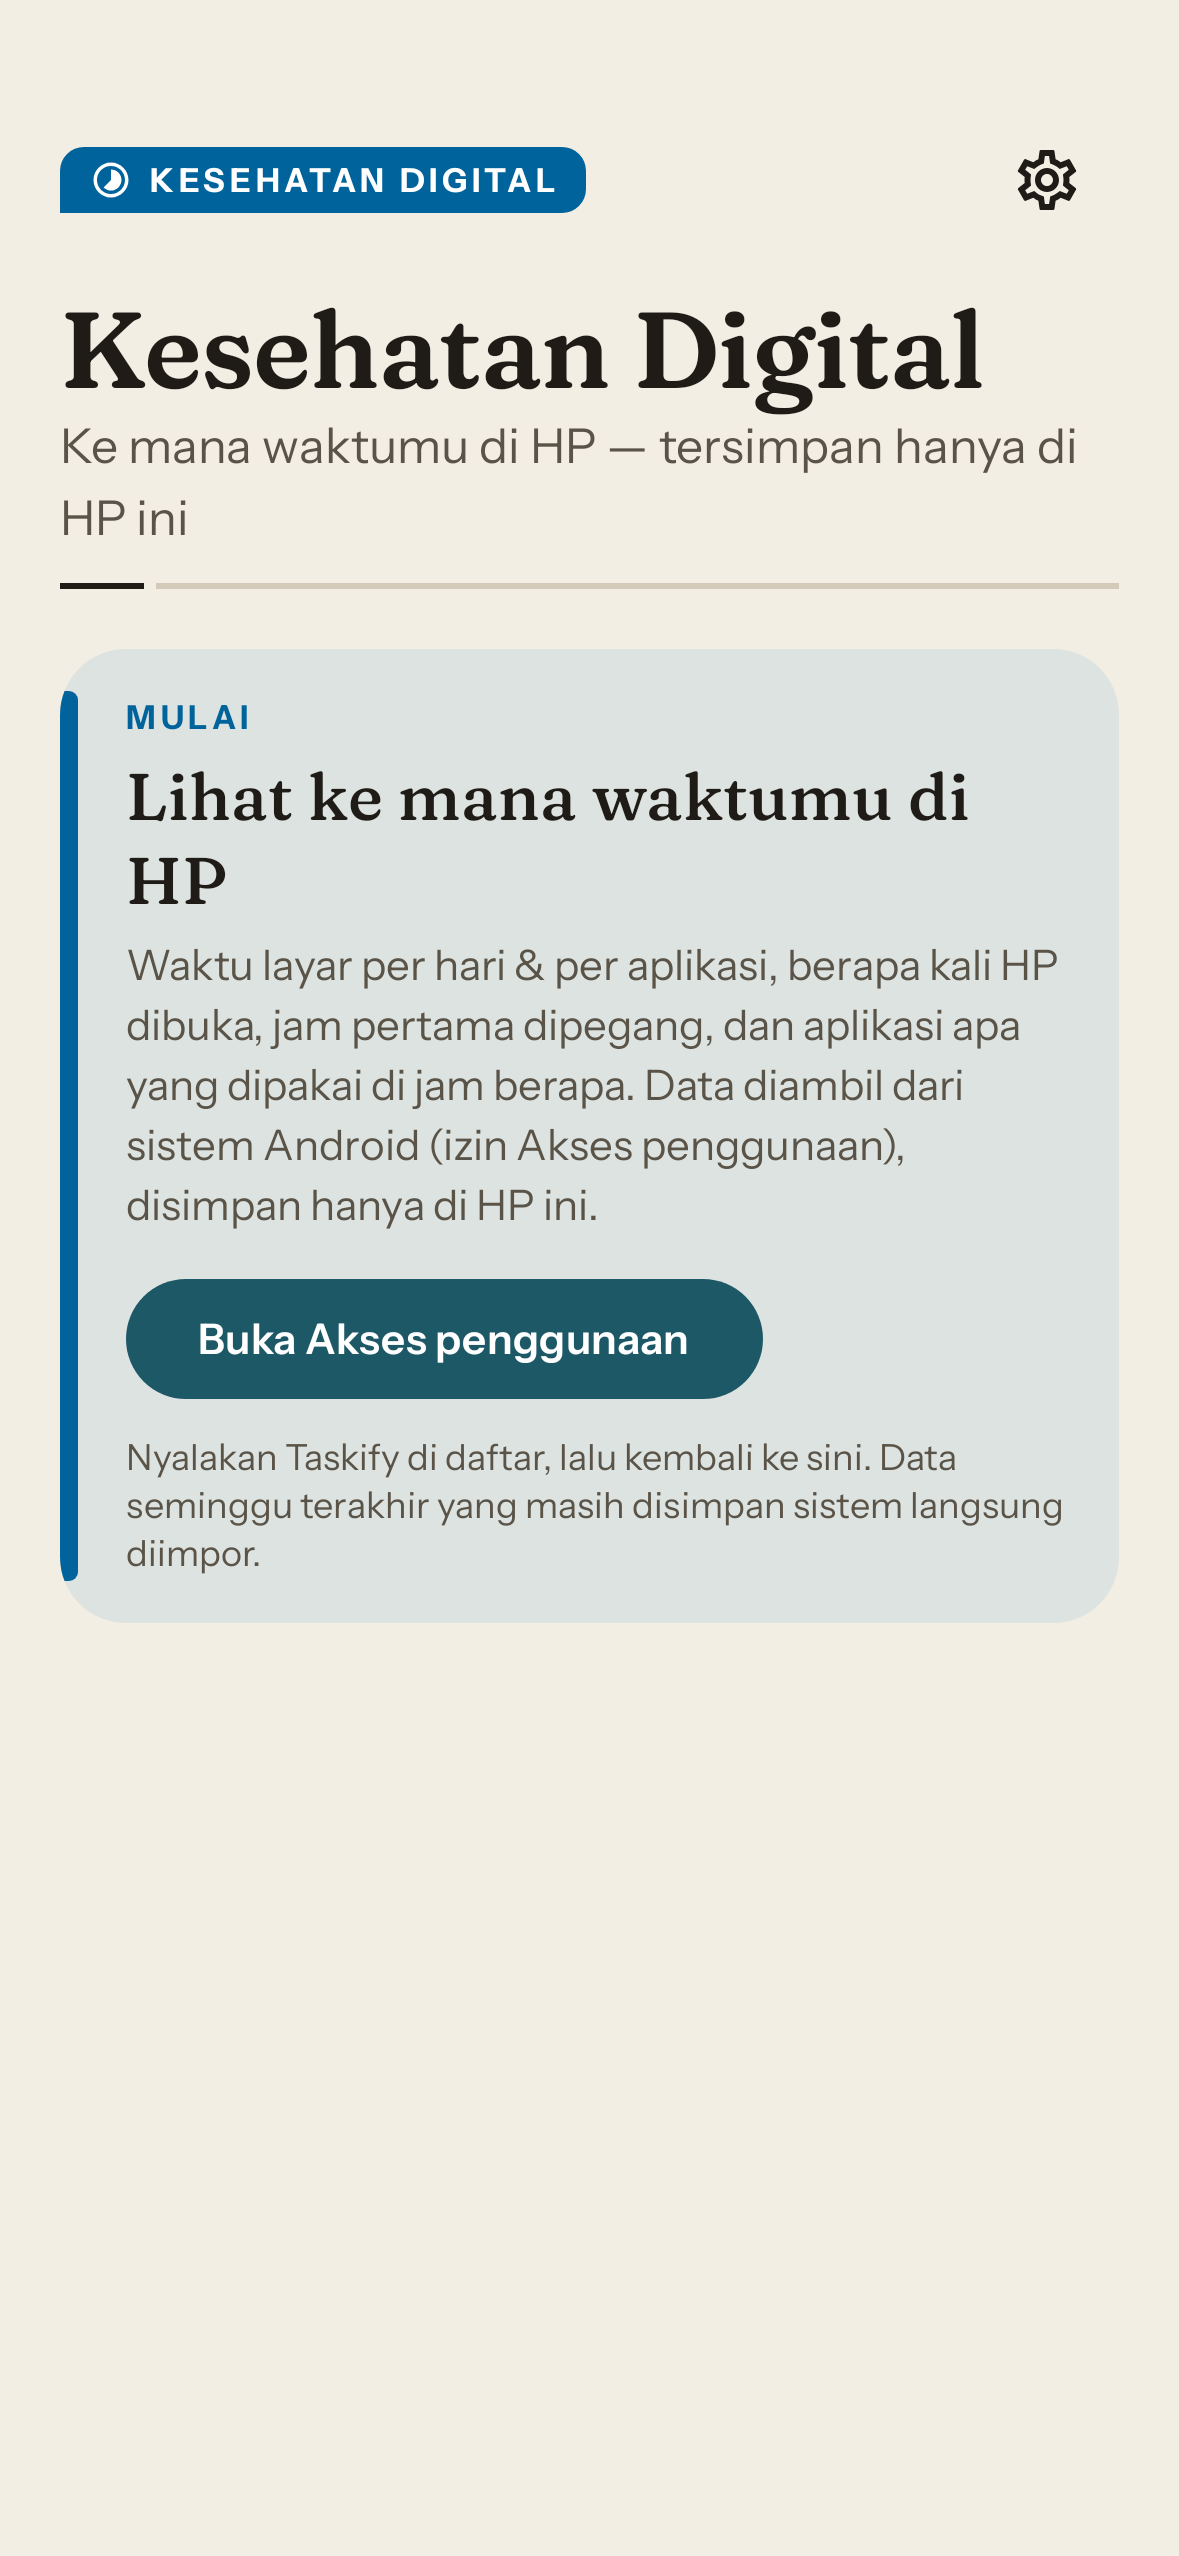 KESEHATAN DIGITAL
Kesehatan Digital
Ke mana waktumu di HP — tersimpan hanya di
HP ini
MULAI
Lihat ke mana waktumu di
HP
Waktu layar per hari & per aplikasi, berapa kali HP
dibuka, jam pertama dipegang, dan aplikasi apa
yang dipakai di jam berapa. Data diambil dari
sistem Android (izin Akses penggunaan),
disimpan hanya di HP ini.
Buka Akses penggunaan
Nyalakan Taskify di daftar, lalu kembali ke sini. Data
seminggu terakhir yang masih disimpan sistem langsung
diimpor.